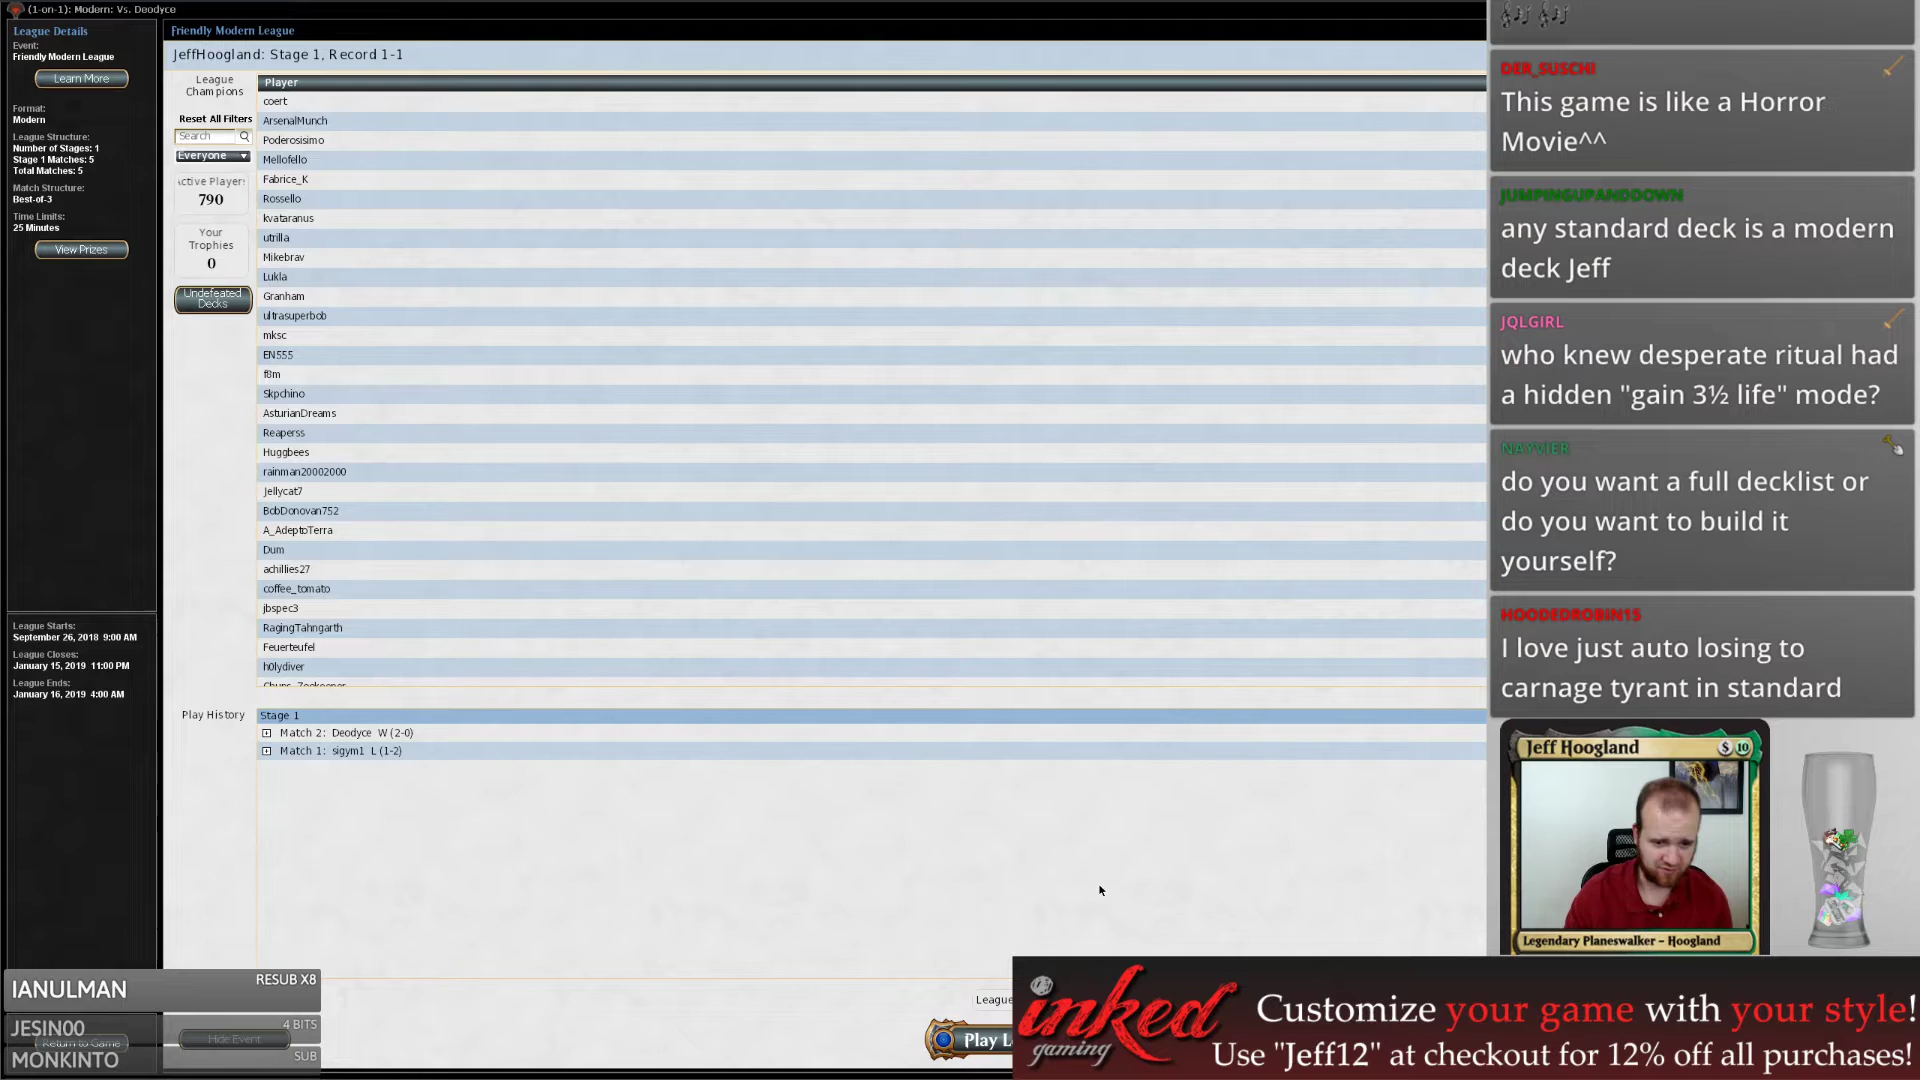 (1-on-1): Modern: Vs. Deodyce
League Details
Event:
Friendly Modern League
Learn More
Format:
Modern
League Structure:
Number of Stages: 1
Stage 1 Matches: 5
Total Matches: 5
Match Structure:
Best-of-3
Time Limits:
25 Minutes
View Prizes
League Starts:
September 26, 2018 9:00 AM
League Closes:
January 15, 2019 11:00 PM
League Ends:
January 16, 2019 4:00 AM
Friendly Modern League
JeffHoogland: Stage 1, Record 1-1
League
Champions
Reset All Filters
Search
Everyone
Active Players
790
Your
Trophies
0
Undefeated
Decks
Player
coert
ArsenalMunch
Poderosisimo
Mellofello
Fabrice_K
Rossello
kvataranus
utrilla
Mikebrav
Lukla
Granham
ultrasuperbob
mksc
EN555
f8m
Skpchino
AsturianDreams
Reaperss
Huggbees
rainman20002000
Jellycat7
BobDonovan752
A_AdeptoTerra
Dum
achillies27
coffee_tomato
jbspec3
RagingTahngarth
Feuerteufel
h0lydiver
Play History
Stage 1
Match 2: Deodyce W (2-0)
Match 1: sigym1 L (1-2)
League
Play L
IANULMAN
RESUB X8
JESIN00
4 BITS
Return to Game
Hide Event
MONKINTO
SUB
DER_SUSCHI
This game is like a Horror
Movie^^
JUMPINGUPANDDOWN
any standard deck is a modern
deck Jeff
JQLGIRL
who knew desperate ritual had
a hidden "gain 3½ life" mode?
NAYVIER
do you want a full decklist or
do you want to build it
yourself?
HOODEDROBIN15
I love just auto losing to
carnage tyrant in standard
Jeff Hoogland
$ 10
Legendary Planeswalker – Hoogland
inked
gaming
Customize your game with your style!
Use "Jeff12" at checkout for 12% off all purchases!